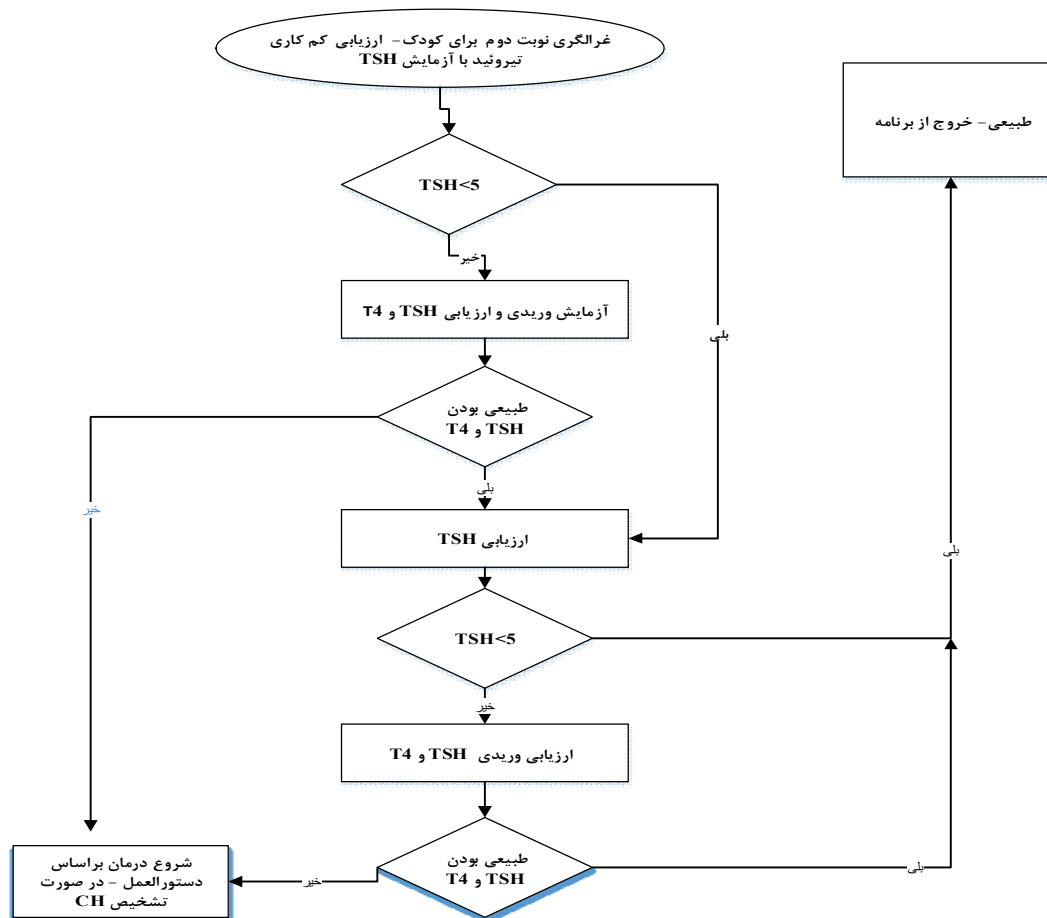 غرالگری نوبت دوم برای کودک- ارزیابی کم کاری
تیروئید با آزمایش TSH
طبیعی- خروج از برنامه
TSH<5
خیر
بلی
آزمایش وریدی و ارزیابی TSH و T4
طبیعی بودن
TSH و T4
خیر
بلی
ارزیابی TSH
بلی
TSH<5
خیر
ارزیابی وریدی TSH و T4
طبیعی بودن
TSH و T4
خیر
بلی
شروع درمان براساس
دستورالعمل - در صورت
تشخیص CH